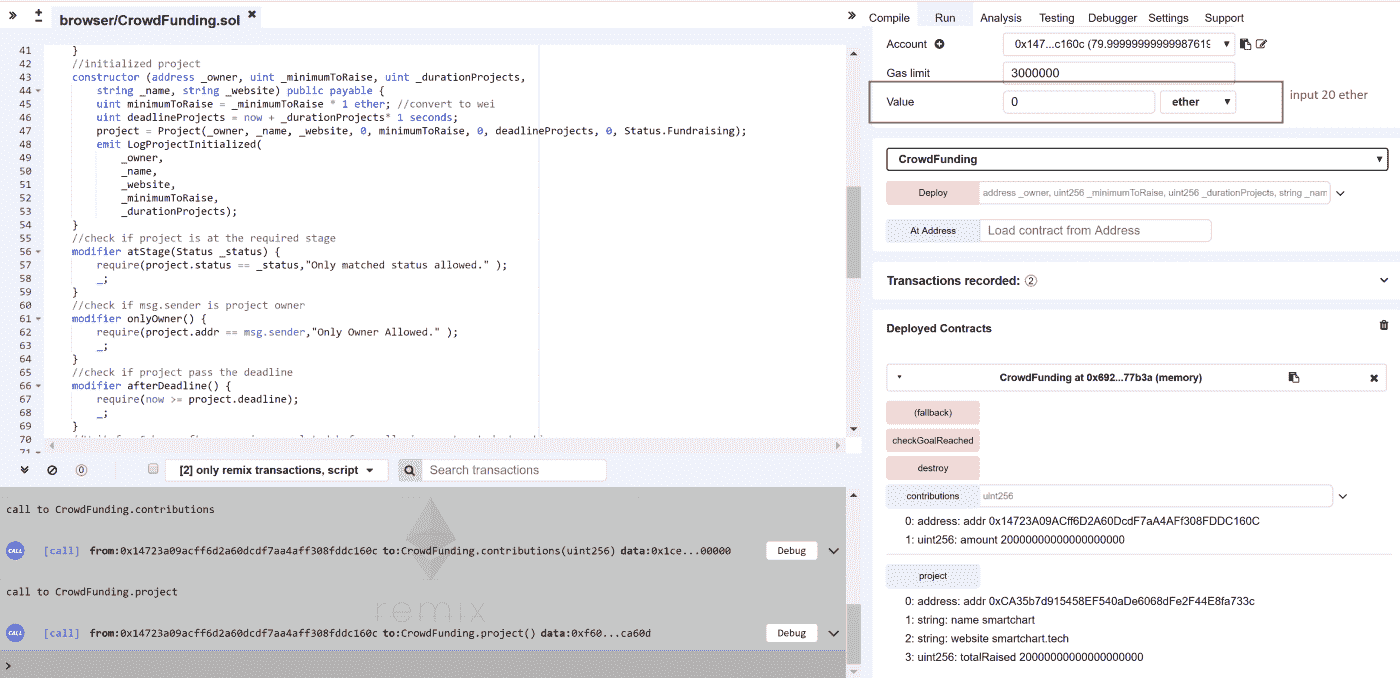 browser/CrowdFunding.sol
41 }
42 //initialized project
43 constructor (address _owner, uint _minimumToRaise, uint _durationProjects,
44 string _name, string _website) public payable {
45 uint minimumToRaise = _minimumToRaise * 1 ether; //convert to wei
46 uint deadlineProjects = now + _durationProjects* 1 seconds;
47 project = Project(_owner, _name, _website, 0, minimumToRaise, 0, deadlineProjects, 0, Status.Fundraising);
48 emit LogProjectInitialized(
49 _owner,
50 _name,
51 _website,
52 _minimumToRaise,
53 _durationProjects);
54 }
55 //check if project is at the required stage
56 modifier atStage(Status _status) {
57 require(project.status == _status,"Only matched status allowed." );
58 _;
59 }
60 //check if msg.sender is project owner
61 modifier onlyOwner() {
62 require(project.addr == msg.sender,"Only Owner Allowed." );
63 _;
64 }
65 //check if project pass the deadline
66 modifier afterDeadline() {
67 require(now >= project.deadline);
68 _;
69 }
70
71
0 [2] only remix transactions, script Search transactions
call to CrowdFunding.contributions
CALL [call] from:0x14723a09acff6d2a60dcdf7aa4aff308fddc160c to:CrowdFunding.contributions(uint256) data:0x1ce...00000 Debug
call to CrowdFunding.project
remix
CALL [call] from:0x14723a09acff6d2a60dcdf7aa4aff308fddc160c to:CrowdFunding.project() data:0xf60...ca60d Debug
>
Compile Run Analysis Testing Debugger Settings Support
Account 0x147...c160c (79.99999999999987619
Gas limit 3000000
Value 0 ether input 20 ether
CrowdFunding
Deploy address _owner, uint256 _minimumToRaise, uint256 _durationProjects, string _nam
At Address Load contract from Address
Transactions recorded: 2
Deployed Contracts
CrowdFunding at 0x692...77b3a (memory)
(fallback)
checkGoalReached
destroy
contributions uint256
0: address: addr 0x14723A09ACff6D2A60DcdF7aA4AFf308FDDC160C
1: uint256: amount 20000000000000000000
project
0: address: addr 0xCA35b7d915458EF540aDe6068dFe2F44E8fa733c
1: string: name smartchart
2: string: website smartchart.tech
3: uint256: totalRaised 20000000000000000000